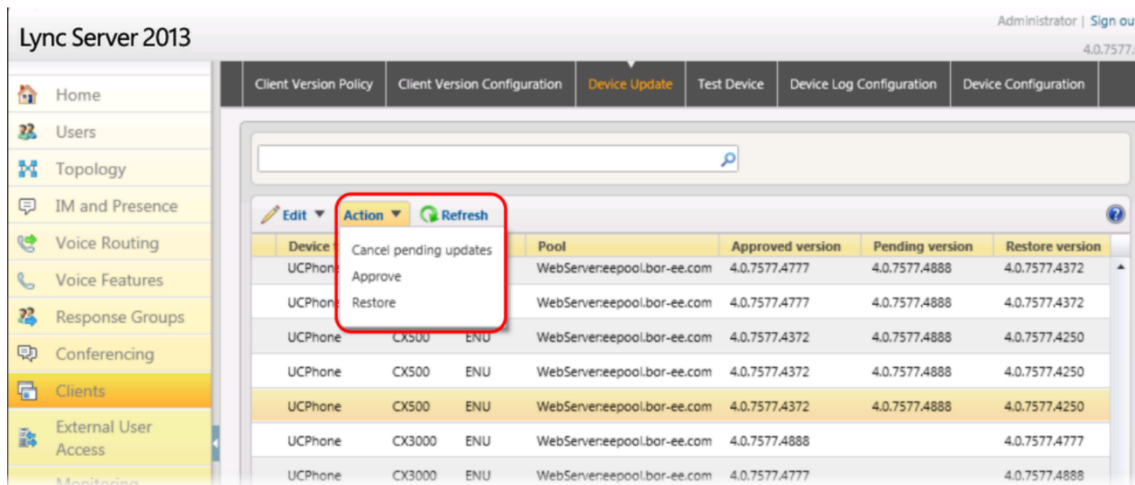 Administrator | Sign ou
Lync Server 2013
4.0.7577.
Client Version Policy Client Version Configuration Device Update Test Device Device Log Configuration Device Configuration
Home
Users
Topology
IM and Presence
Voice Routing
Voice Features
Response Groups
Conferencing
Clients
External User
Access
Monitoring
Edit Action Refresh
Cancel pending updates
Approve
Restore
Device Pool Approved version Pending version Restore version
UCPhone WebServer:eepool.bor-ee.com 4.0.7577.4777 4.0.7577.4888 4.0.7577.4372
UCPhone WebServer:eepool.bor-ee.com 4.0.7577.4777 4.0.7577.4888 4.0.7577.4372
UCPhone CX500 ENU WebServer:eepool.bor-ee.com 4.0.7577.4372 4.0.7577.4888 4.0.7577.4250
UCPhone CX500 ENU WebServer:eepool.bor-ee.com 4.0.7577.4372 4.0.7577.4888 4.0.7577.4250
UCPhone CX500 ENU WebServer:eepool.bor-ee.com 4.0.7577.4372 4.0.7577.4888 4.0.7577.4250
UCPhone CX3000 ENU WebServer:eepool.bor-ee.com 4.0.7577.4888 4.0.7577.4777
UCPhone CX3000 ENU WebServer:eepool.bor-ee.com 4.0.7577.4777 4.0.7577.4888